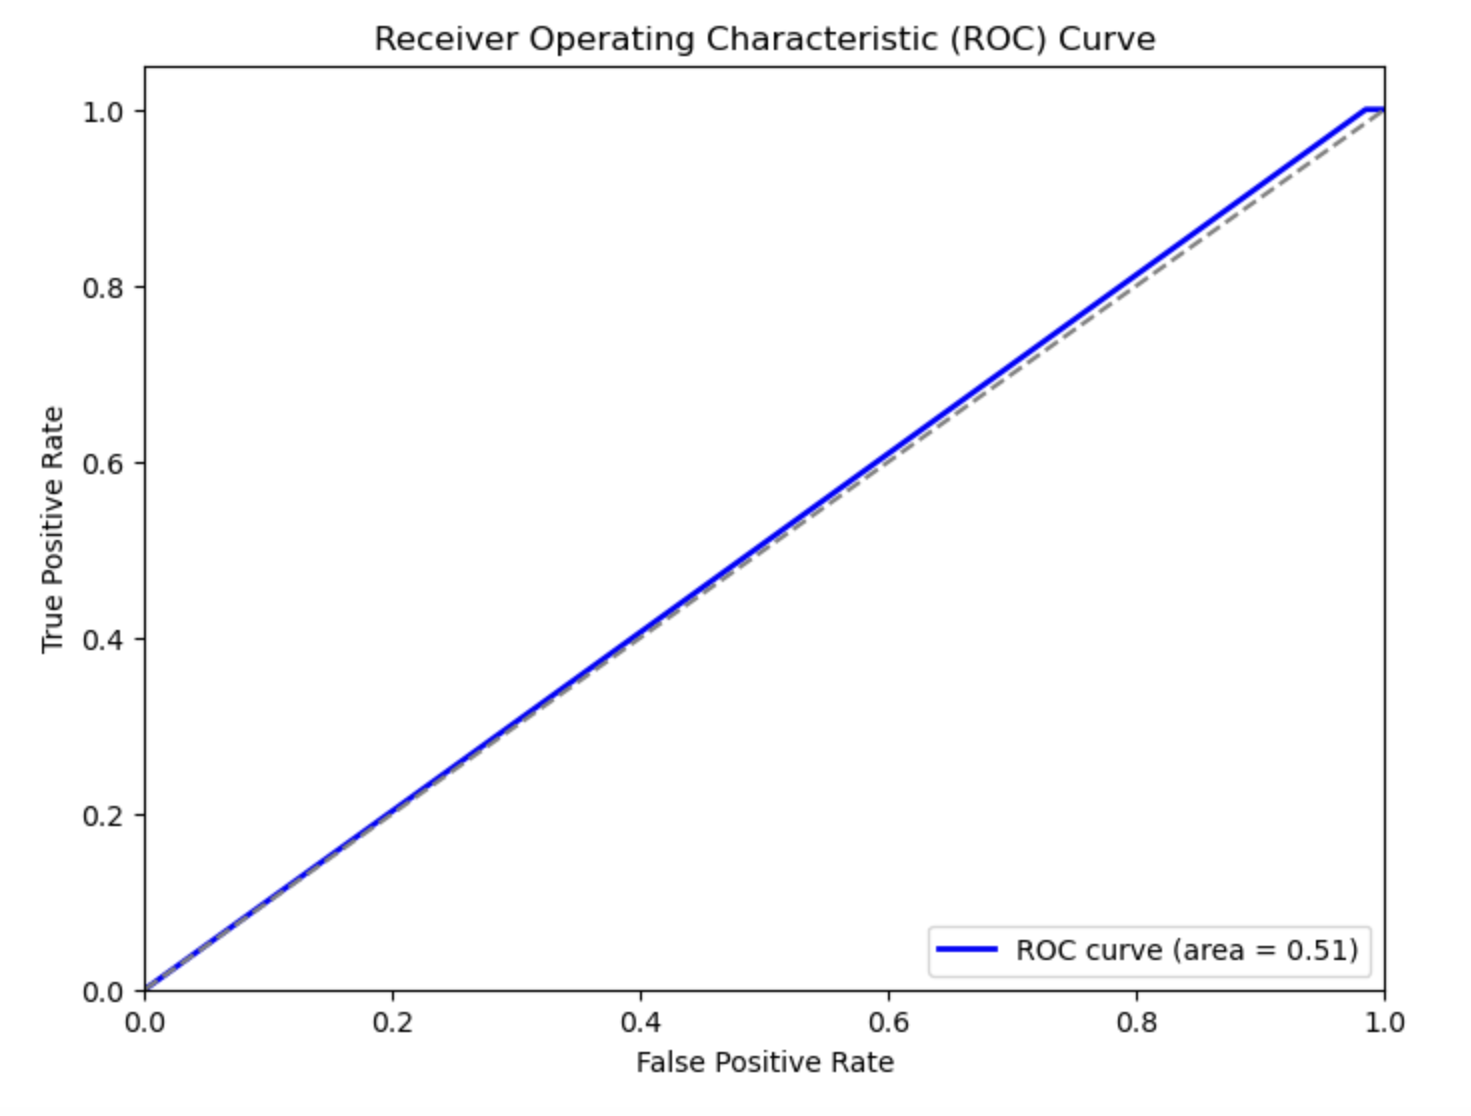 Receiver Operating Characteristic (ROC) Curve
1.0
0.8
0.6
0.4
0.2
0.0
True Positive Rate
ROC curve (area = 0.51)
0.0 0.2 0.4 0.6 0.8 1.0
False Positive Rate